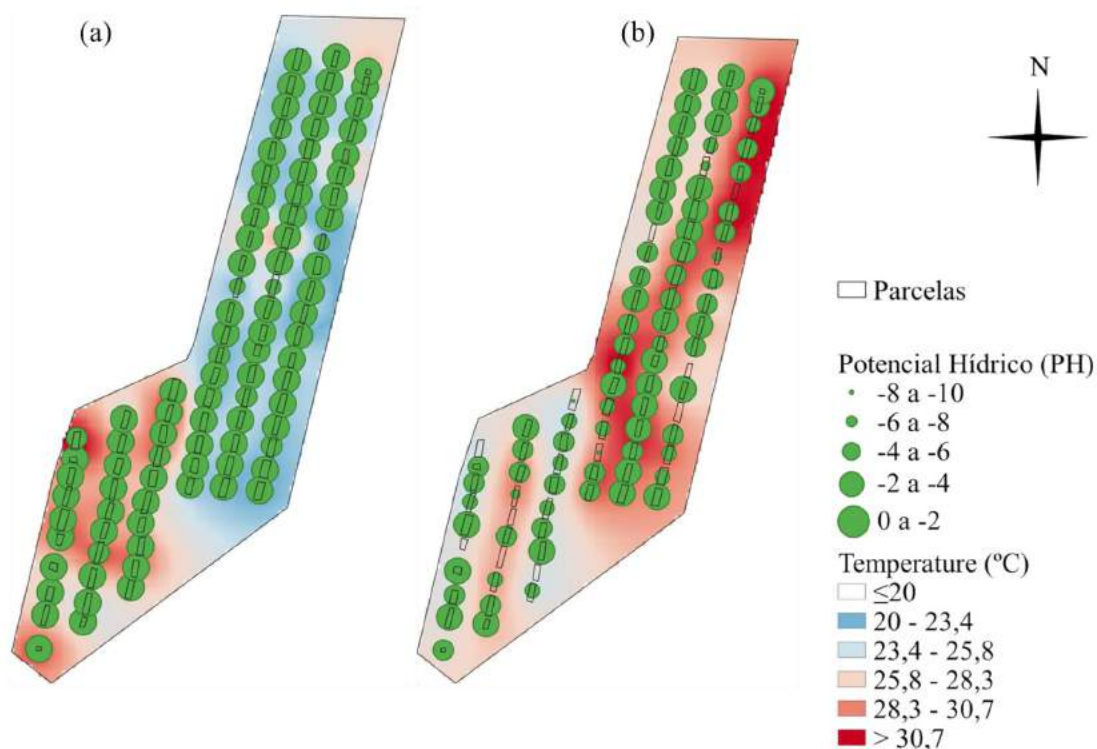 (a)
(b)
N
Parcelas
Potencial Hídrico (PH)
-8 a -10
-6 a -8
-4 a -6
-2 a -4
0 a -2
Temperature (ºC)
≤20
20 - 23,4
23,4 - 25,8
25,8 - 28,3
28,3 - 30,7
> 30,7